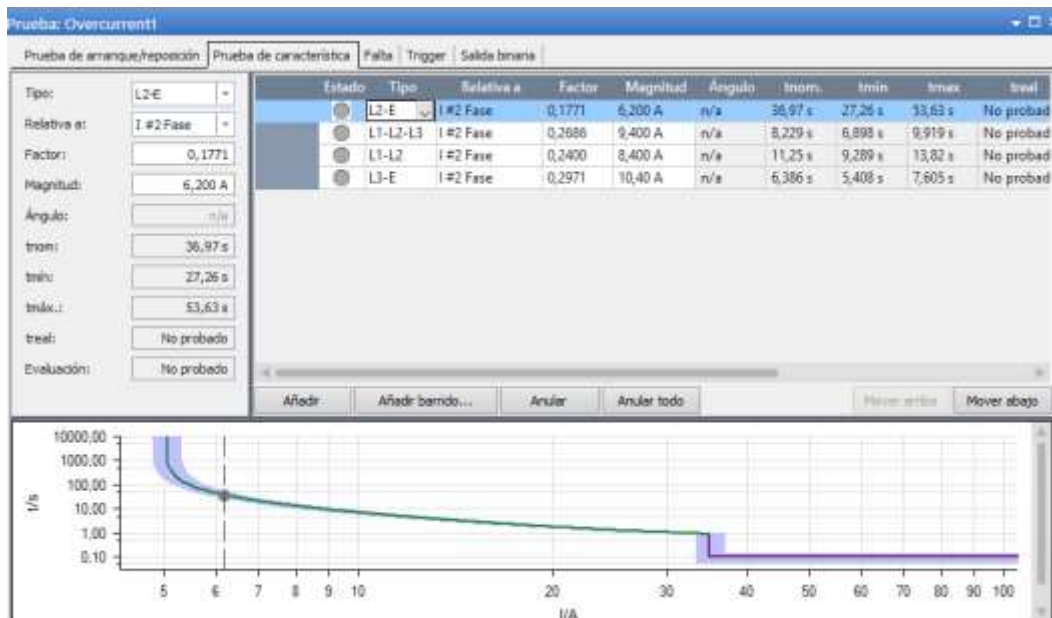 Prueba: Overcurrent1
Prueba de arranque/reposición Prueba de característica Falta Trigger Salida binaria
Tipo: L2-E
Relativa a: I #2 Fase
Factor: 0,1771
Magnitud: 6,200 A
Ángulo: n/a
tnom: 36,97 s
tmín: 27,26 s
tmáx.: 53,63 s
treal: No probado
Evaluación: No probado
Estado Tipo Relativa a Factor Magnitud Ángulo tnom. tmin tmax treal
L2-E I #2 Fase 0,1771 6,200 A n/a 36,97 s 27,26 s 53,63 s No probad
L1-L2-L3 I #2 Fase 0,2686 9,400 A n/a 8,229 s 6,898 s 9,919 s No probad
L1-L2 I #2 Fase 0,2400 8,400 A n/a 11,25 s 9,289 s 13,82 s No probad
L3-E I #2 Fase 0,2971 10,40 A n/a 6,386 s 5,408 s 7,605 s No probad
Añadir Añadir barrido... Anular Anular todo Mover arriba Mover abajo
t/s
10000.00
1000.00
100.00
10.00
1.00
0.10
5 6 7 8 9 10 20 30 40 50 60 70 80 90 100
I/A